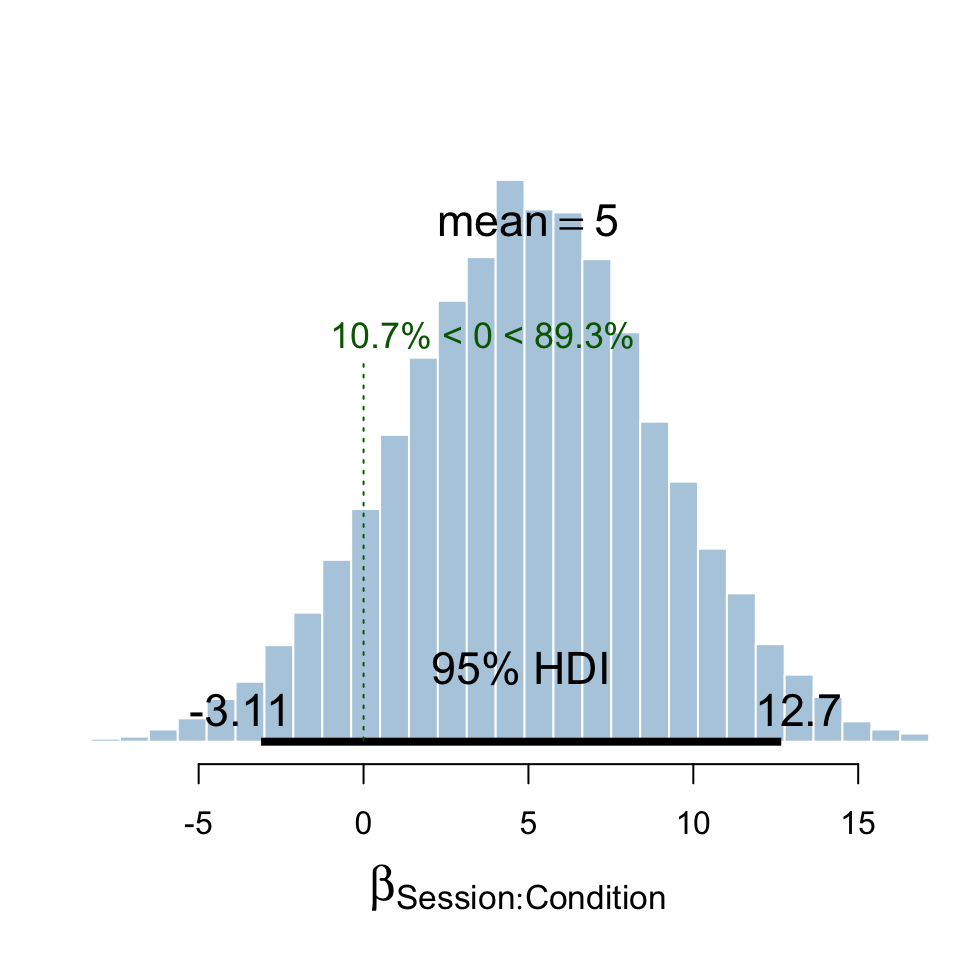 mean = 5
10.7% < 0 < 89.3%
95% HDI
-3.11 12.7
-5 0 5 10 15
βSession:Condition